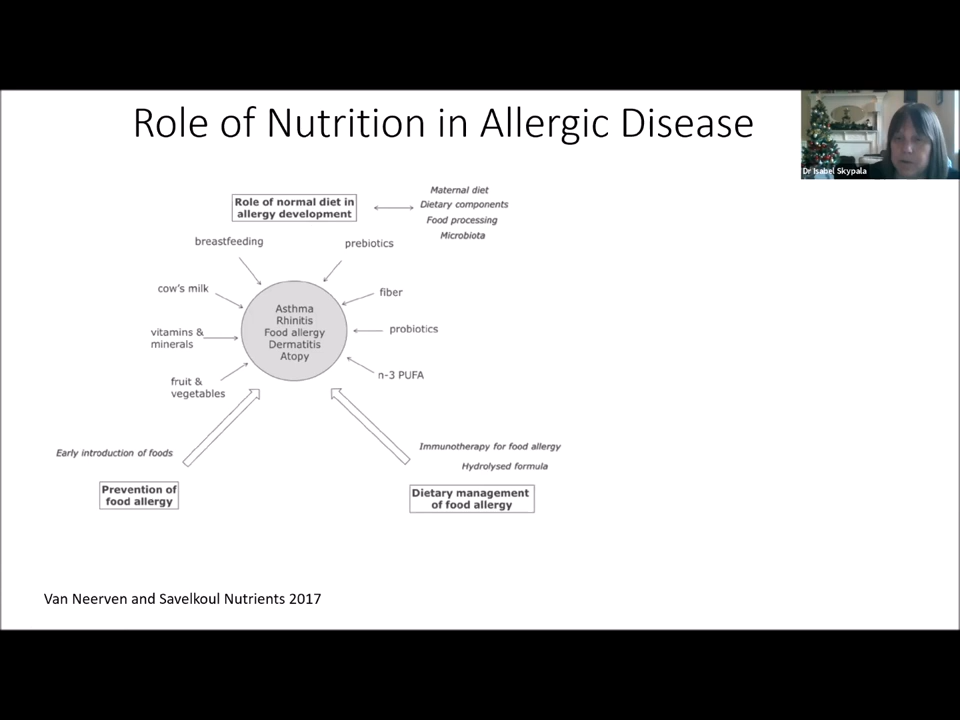 Role of Nutrition in Allergic Disease
Dr Isabel Skypala
Role of normal diet in
allergy development
Maternal diet
Dietary components
Food processing
Microbiota
breastfeeding
prebiotics
cow's milk
fiber
vitamins &
minerals
probiotics
fruit &
vegetables
n-3 PUFA
Asthma
Rhinitis
Food allergy
Dermatitis
Atopy
Early introduction of foods
Prevention of
food allergy
Immunotherapy for food allergy
Hydrolysed formula
Dietary management
of food allergy
Van Neerven and Savelkoul Nutrients 2017